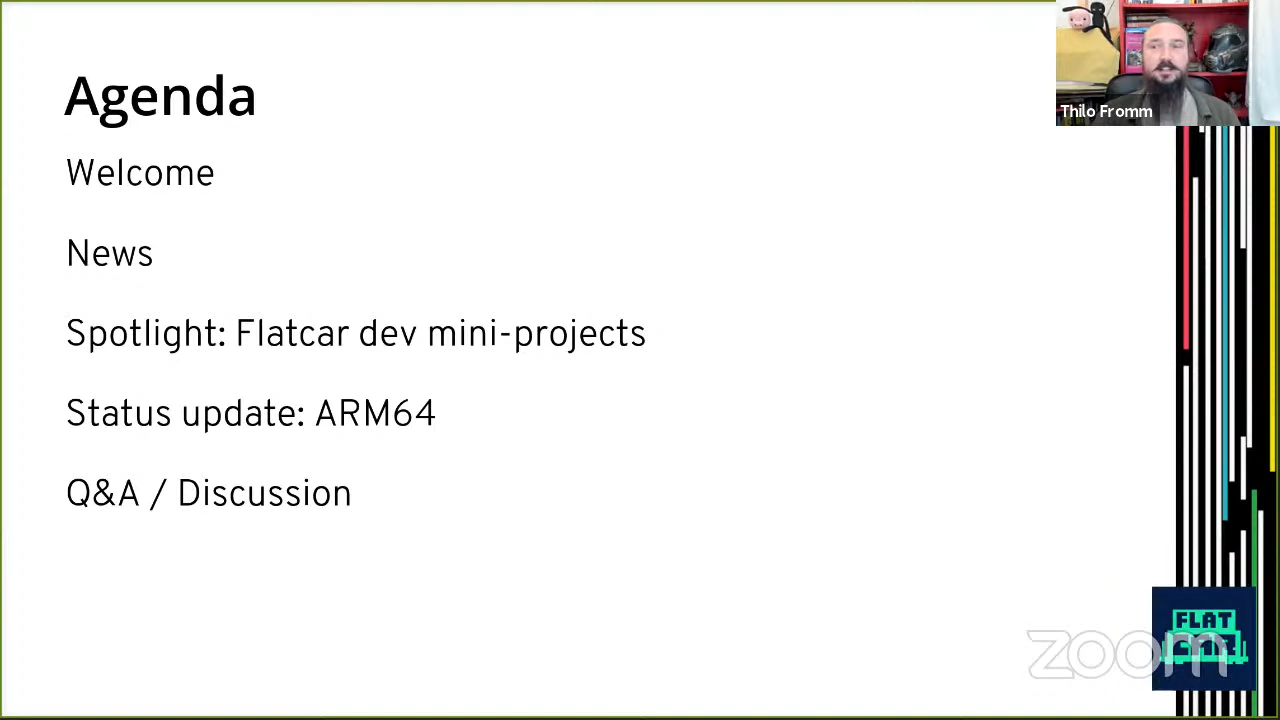 Agenda
Thilo Fromm
Welcome
News
Spotlight: Flatcar dev mini-projects
Status update: ARM64
Q&A / Discussion
FLAT
zoom